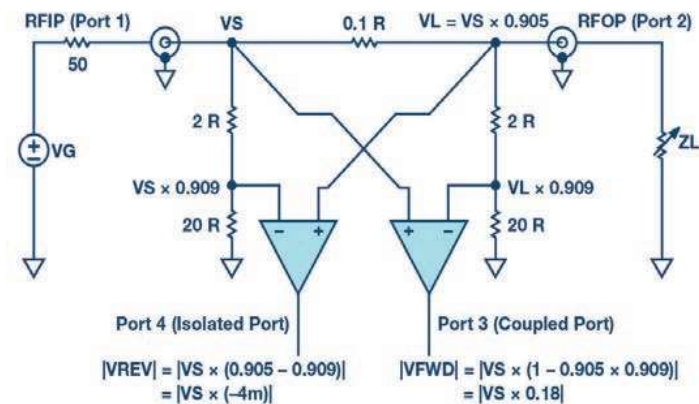 RFIP (Port 1)
VS
0.1 R
VL = VS × 0.905
RFOP (Port 2)
50
2 R
2 R
VG
ZL
VS × 0.909
VL × 0.909
20 R
– +
+ –
20 R
Port 4 (Isolated Port)
Port 3 (Coupled Port)
|VREV| = |VS × (0.905 – 0.909)|
= |VS × (–4m)|
|VFWD| = |VS × (1 – 0.905 × 0.909)|
= |VS × 0.18|